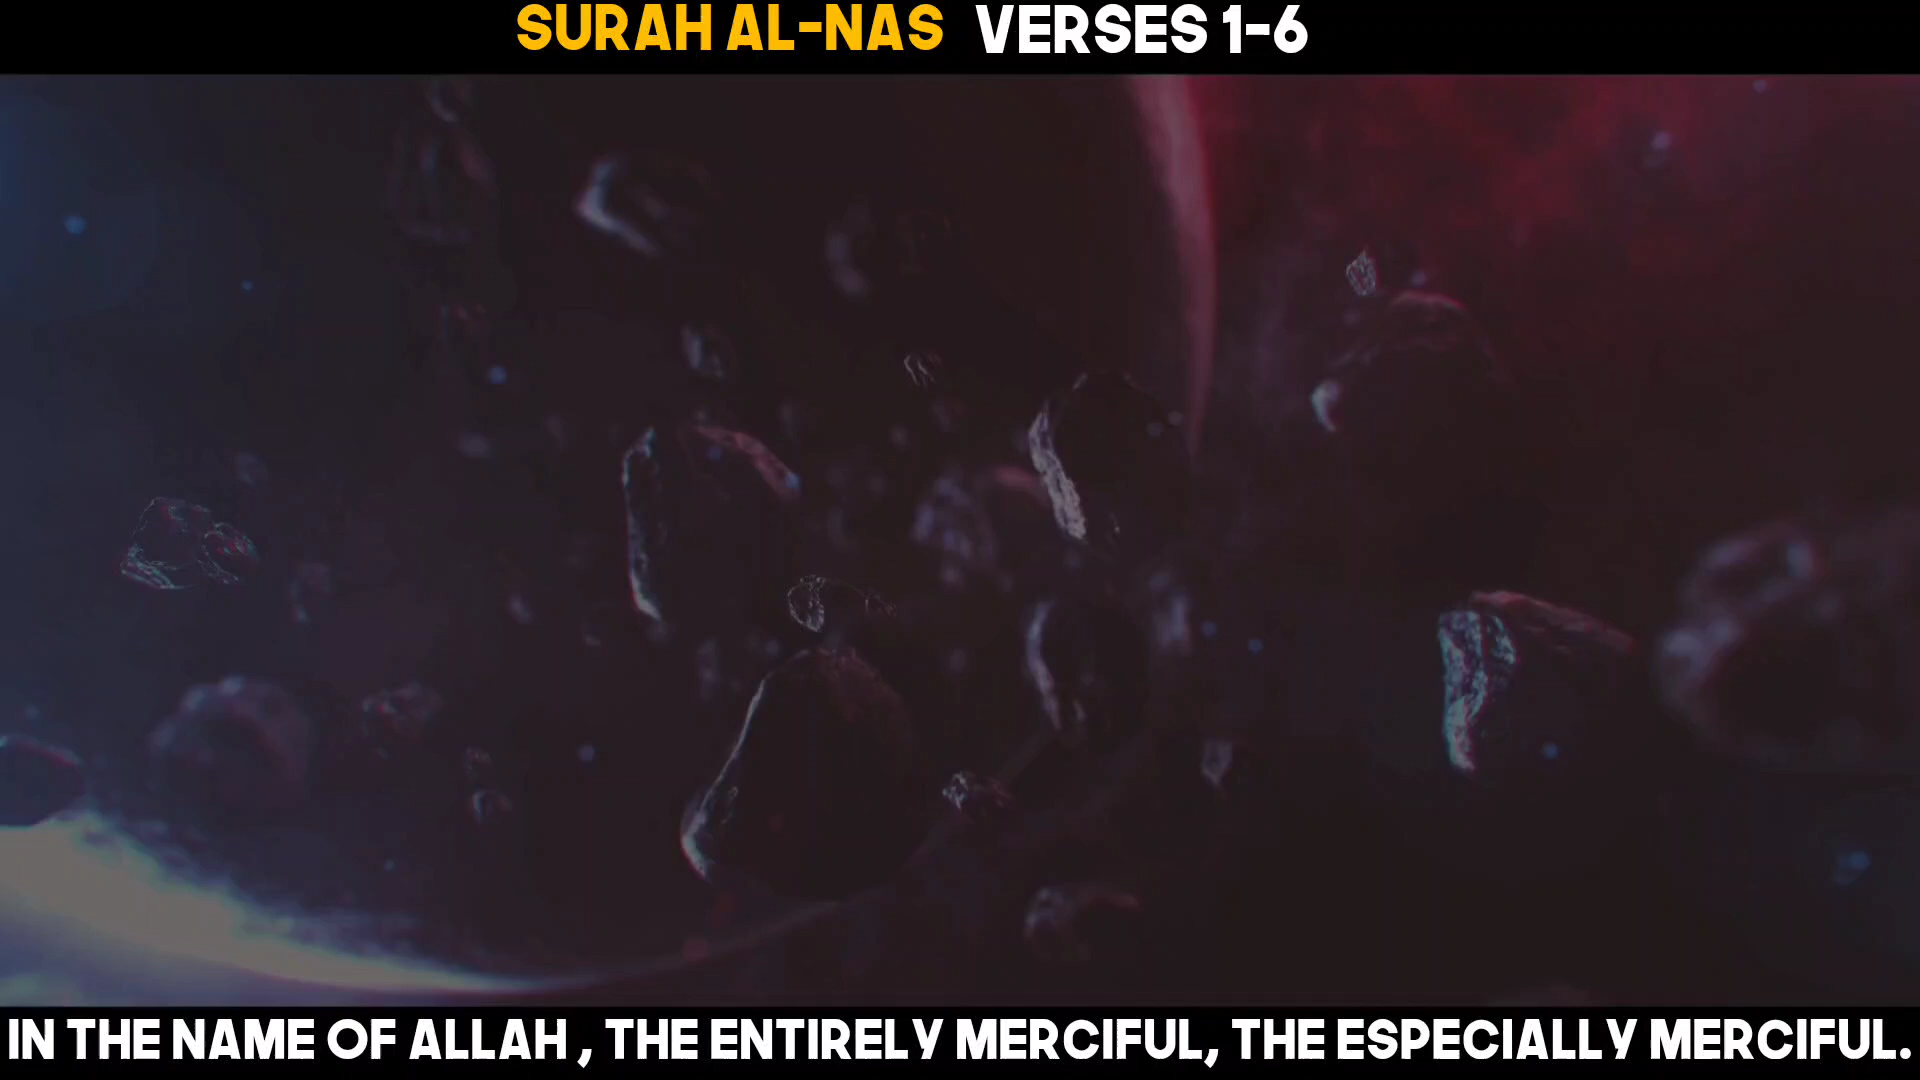 SURAH AL-NAS VERSES 1-6
IN THE NAME OF ALLAH , THE ENTIRELY MERCIFUL, THE ESPECIALLY MERCIFUL.